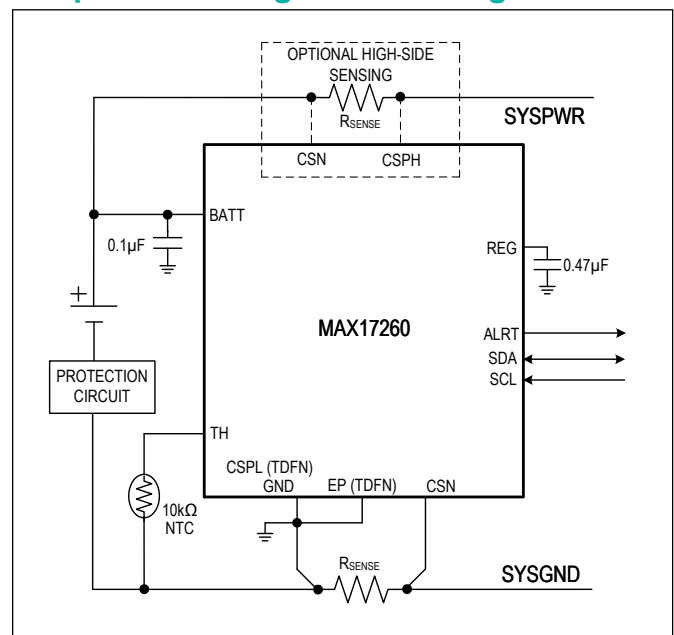 OPTIONAL HIGH-SIDE
SENSING
RSENSE
SYSPWR
CSN
CSPH
BATT
0.1µF
REG
0.47µF
+
MAX17260
ALRT
SDA
SCL
PROTECTION
CIRCUIT
TH
CSPL (TDFN)
GND
EP (TDFN)
CSN
10kΩ
NTC
RSENSE
SYSGND